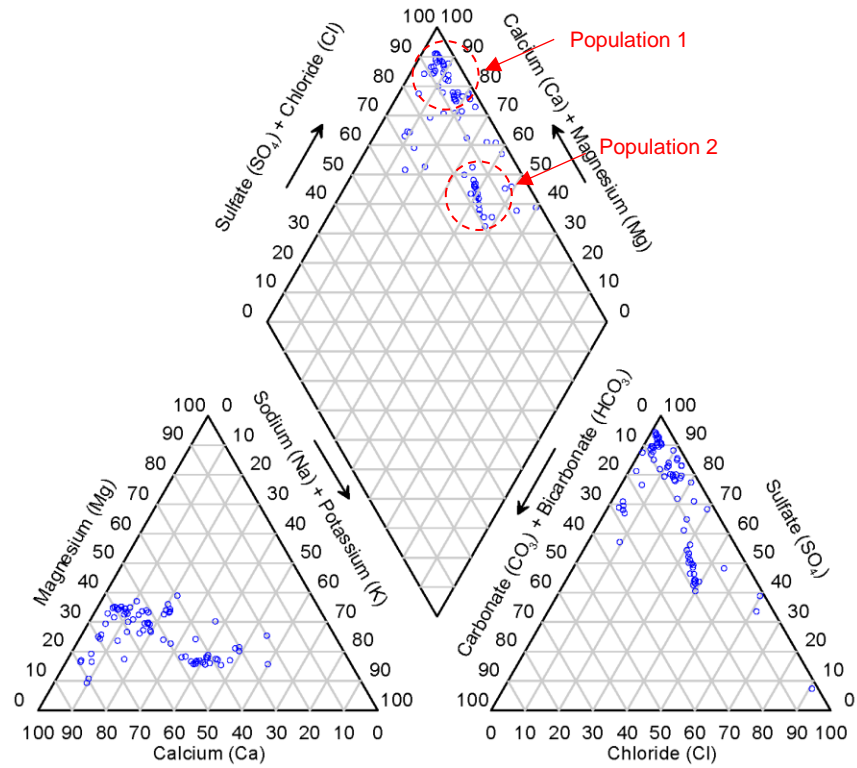 100 100
90 90
80 80
70 70
60 60
50 50
40 40
30 30
20 20
10 10
0 0
Sulfate (SO₄) + Chloride (Cl)
Calcium (Ca) + Magnesium (Mg)
Population 1
Population 2
100 0
90 10
80 20
70 30
60 40
50 50
40 60
30 70
20 80
10 90
0 100
Magnesium (Mg)
Sodium (Na) + Potassium (K)
100 90 80 70 60 50 40 30 20 10 0
Calcium (Ca)
0 100
10 90
20 80
30 70
40 60
50 50
60 40
70 30
80 20
90 10
100 0
Carbonate (CO₃) + Bicarbonate (HCO₃)
Sulfate (SO₄)
0 10 20 30 40 50 60 70 80 90 100
Chloride (Cl)